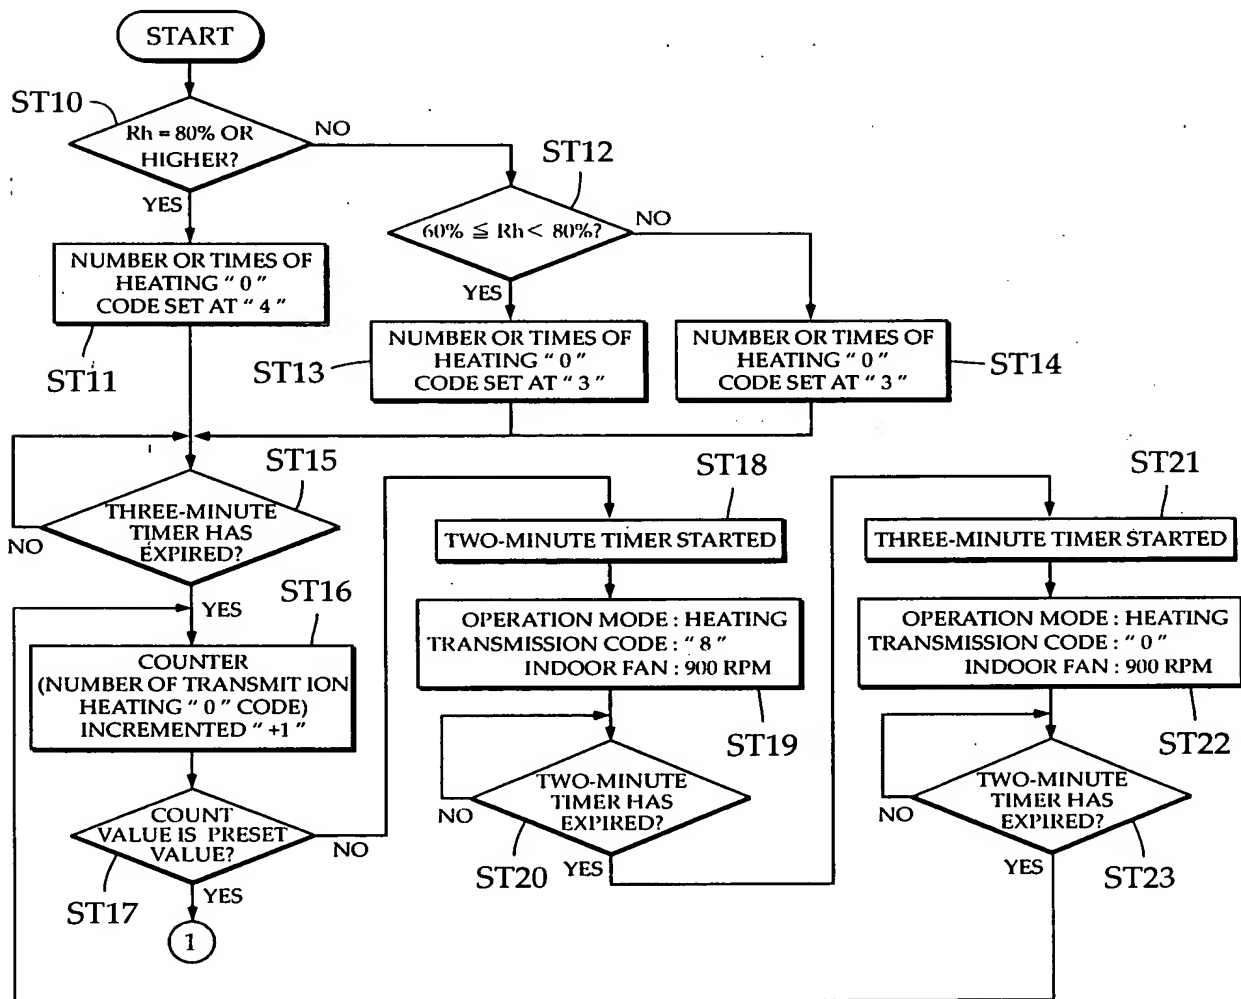 START
ST10
Rh = 80% OR
HIGHER?
NO
YES
ST12
60% ≦ Rh < 80%?
NO
YES
NUMBER OR TIMES OF
HEATING " 0 "
CODE SET AT " 4 "
ST11
NUMBER OR TIMES OF
HEATING " 0 "
CODE SET AT " 3 "
ST13
NUMBER OR TIMES OF
HEATING " 0 "
CODE SET AT " 3 "
ST14
ST15
THREE-MINUTE
TIMER HAS
EXPIRED?
NO
YES
ST16
COUNTER
(NUMBER OF TRANSMIT ION
HEATING " 0 " CODE)
INCREMENTED " +1 "
COUNT
VALUE IS PRESET
VALUE?
NO
YES
ST17
1
ST18
TWO-MINUTE TIMER STARTED
OPERATION MODE : HEATING
TRANSMISSION CODE : " 8 "
INDOOR FAN : 900 RPM
ST19
TWO-MINUTE
TIMER HAS
EXPIRED?
NO
YES
ST20
ST21
THREE-MINUTE TIMER STARTED
OPERATION MODE : HEATING
TRANSMISSION CODE : " 0 "
INDOOR FAN : 900 RPM
ST22
TWO-MINUTE
TIMER HAS
EXPIRED?
NO
YES
ST23